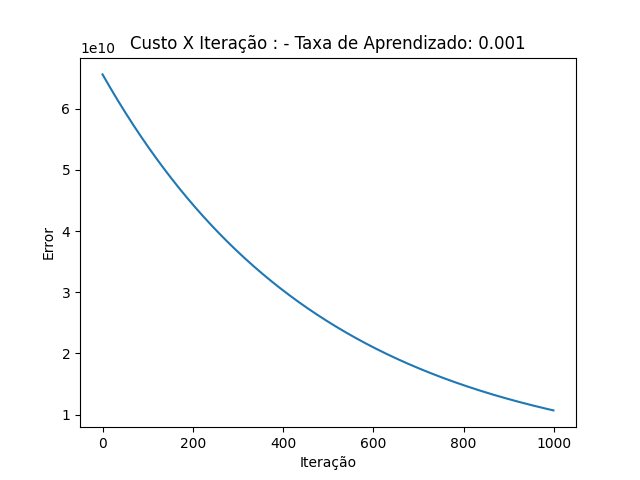 Custo X Iteração : - Taxa de Aprendizado: 0.001
1e10
6
5
4
3
2
1
Error
0 200 400 600 800 1000
Iteração